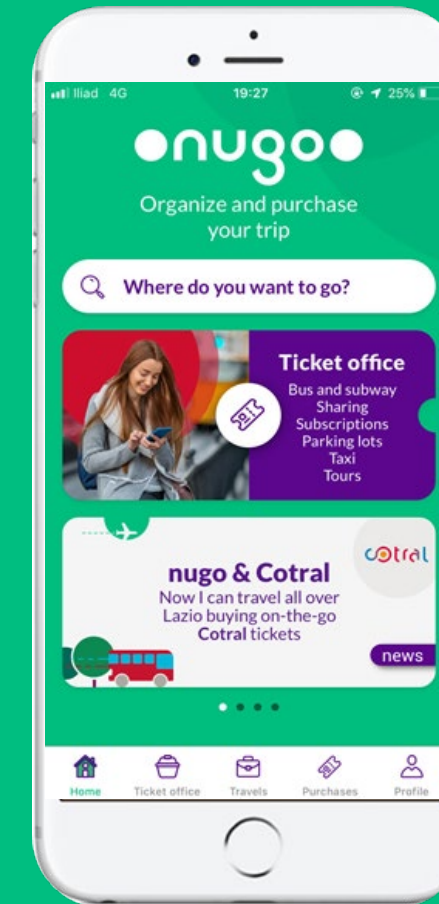 Iliad 4G 19:27 25%
nugo
Organize and purchase
your trip
Where do you want to go?
Ticket office
Bus and subway
Sharing
Subscriptions
Parking lots
Taxi
Tours
cotral
nugo & Cotral
Now I can travel all over
Lazio buying on-the-go
Cotral tickets
news
Home Ticket office Travels Purchases Profile